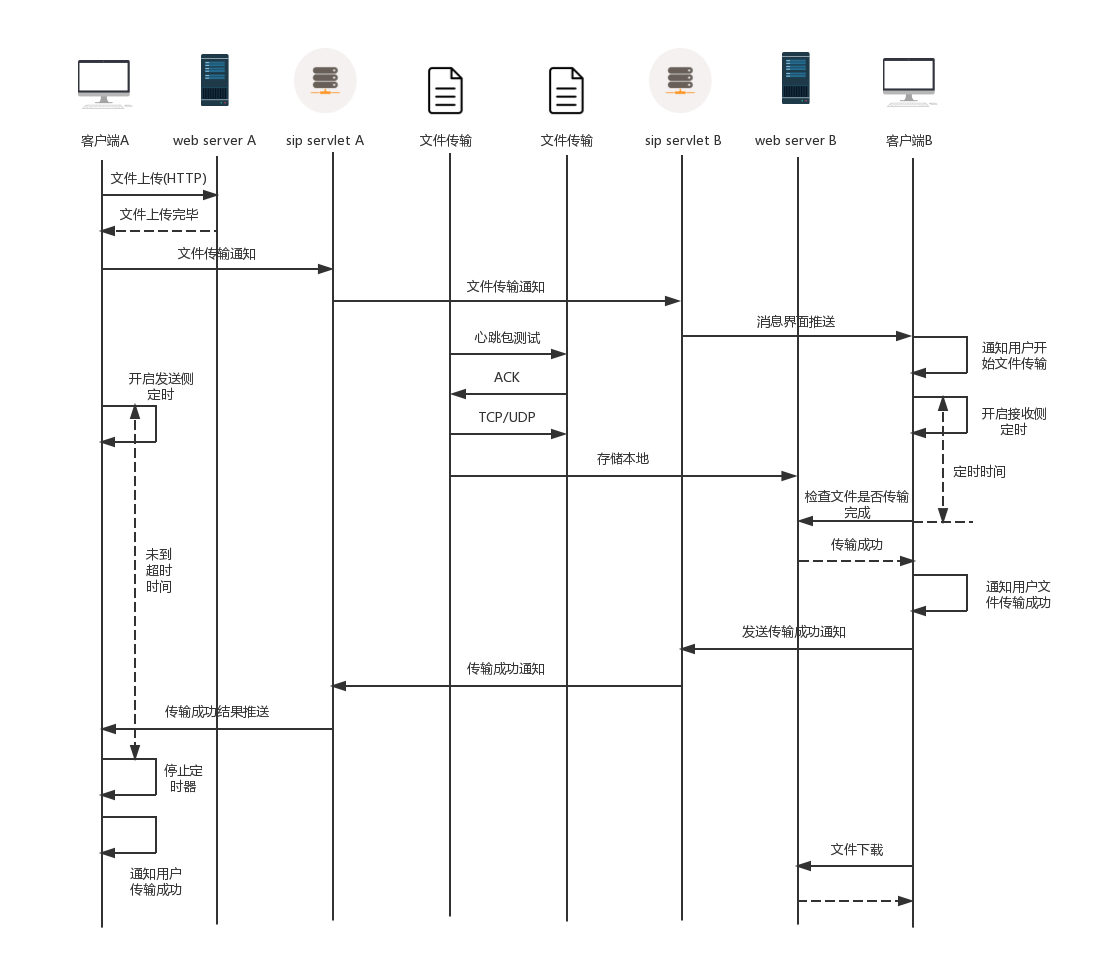 客户端A
web server A
sip servlet A
文件传输
文件传输
sip servlet B
web server B
客户端B
文件上传(HTTP)
文件上传完毕
文件传输通知
文件传输通知
消息界面推送
心跳包测试
通知用户开
始文件传输
开启发送侧
定时
ACK
TCP/UDP
开启接收侧
定时
存储本地
定时时间
检查文件是否传输
完成
传输成功
未到
超时
时间
通知用户文
件传输成功
发送传输成功通知
传输成功通知
传输成功结果推送
停止定
时器
文件下载
通知用户
传输成功